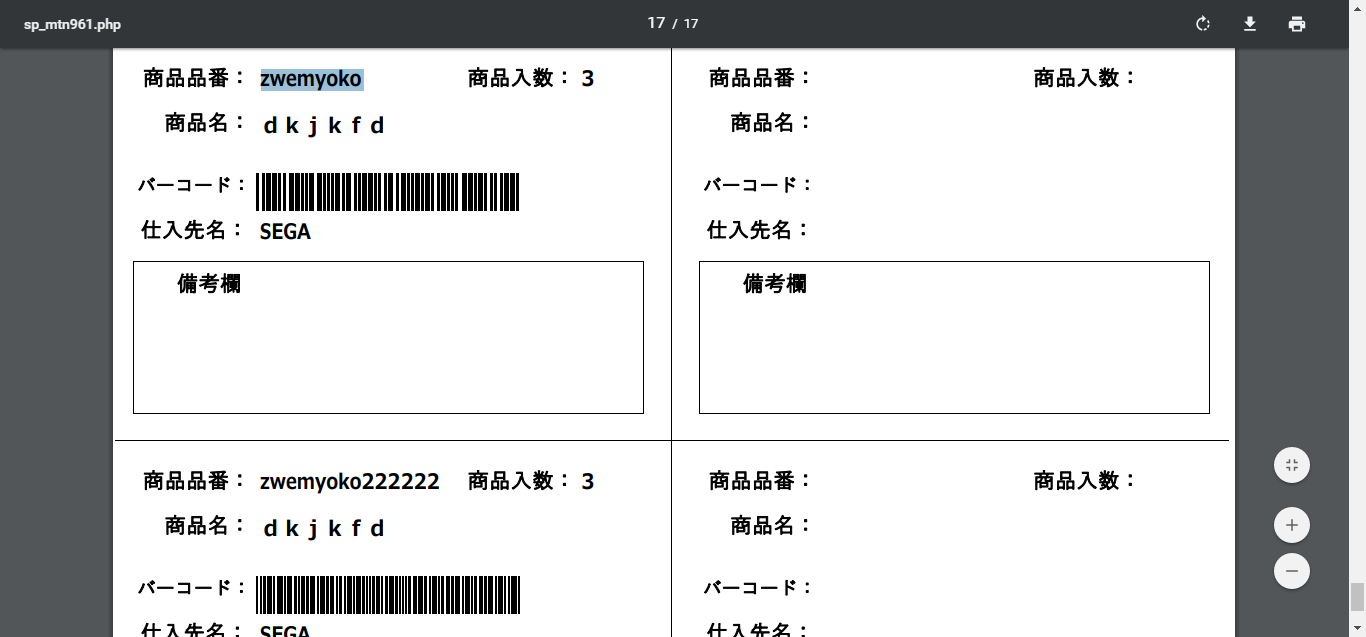 sp_mtn961.php
17 / 17
商品品番： zwemyoko 商品入数： 3
商品名： ｄｋｊｋｆｄ
バーコード：
仕入先名： SEGA
備考欄
商品品番： 商品入数：
商品名：
バーコード：
仕入先名：
備考欄
商品品番： zwemyoko222222 商品入数： 3
商品名： ｄｋｊｋｆｄ
バーコード：
仕入先名： SEGA
商品品番： 商品入数：
商品名：
バーコード：
仕入先名：